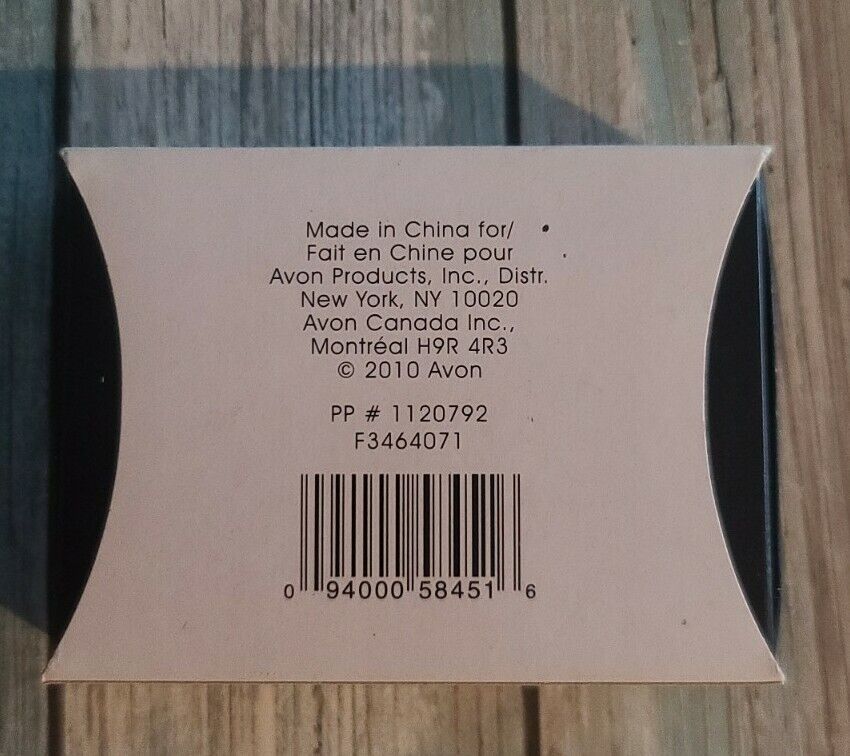 Made in China for/
Fait en Chine pour
Avon Products, Inc., Distr.
New York, NY 10020
Avon Canada Inc.,
Montréal H9R 4R3
© 2010 Avon
PP # 1120792
F3464071
0 94000 58451 6